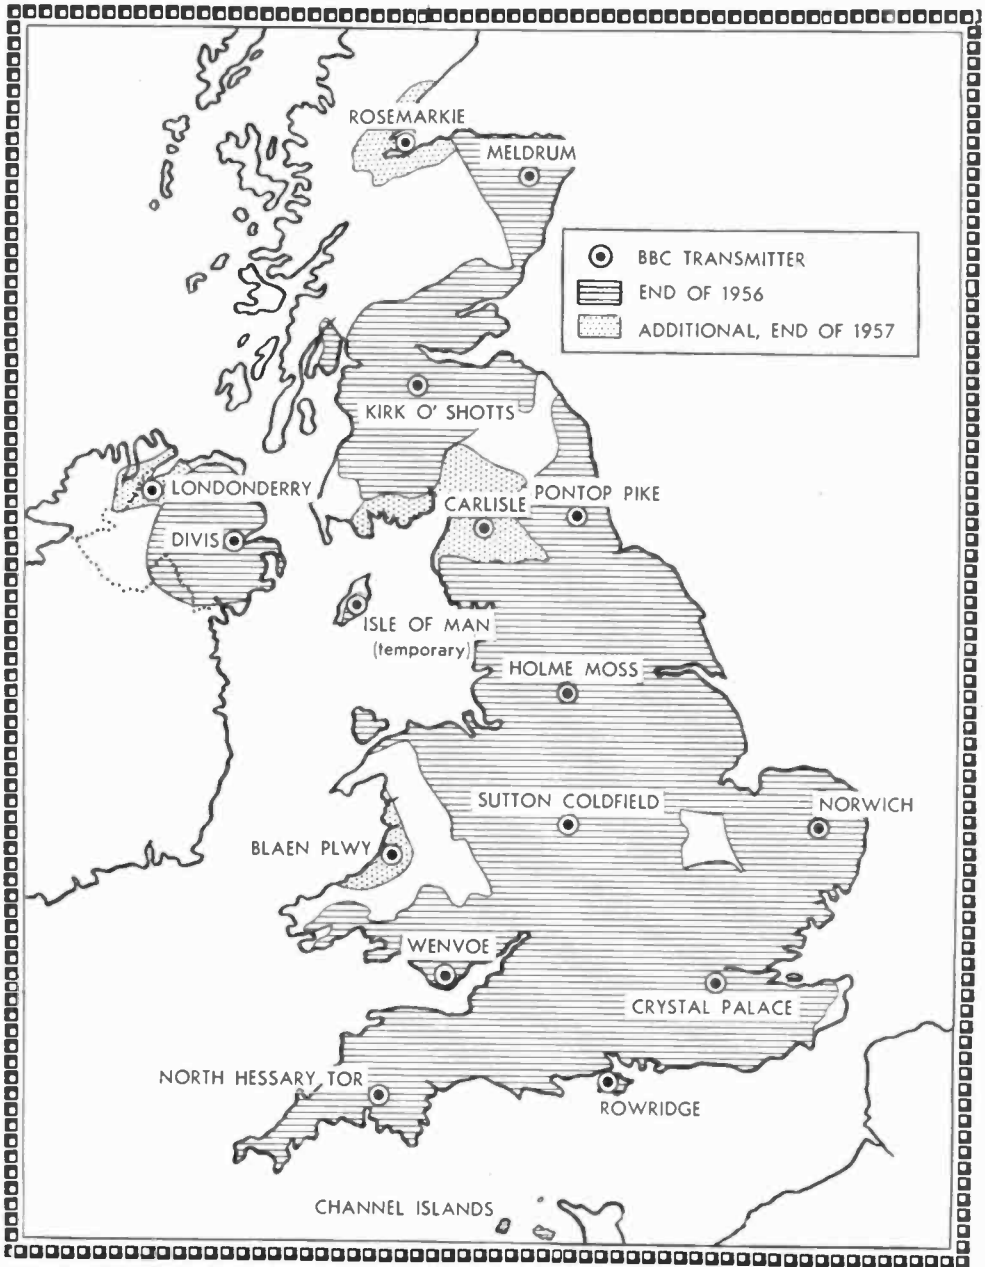 ROSEMARKIE
MELDRUM
BBC TRANSMITTER
END OF 1956
ADDITIONAL, END OF 1957
KIRK O' SHOTTS
LONDONDERRY
CARLISLE
PONTOP PIKE
DIVIS
ISLE OF MAN
(temporary)
HOLME MOSS
SUTTON COLDFIELD
NORWICH
BLAEN PLWY
WENVOE
CRYSTAL PALACE
NORTH HESSARY TOR
ROWRIDGE
CHANNEL ISLANDS